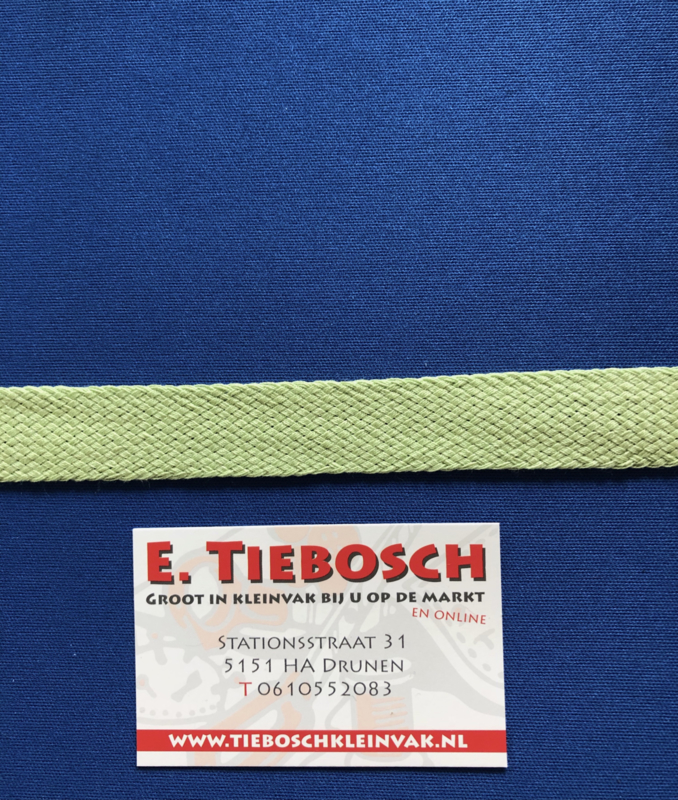 E. TIEBOSCH
GROOT IN KLEINVAK BIJ U OP DE MARKT
EN ONLINE
STATIONSSTRAAT 31
5151 HA DRUNEN
T 0610552083
WWW.TIEBOSCHKLEINVAK.NL